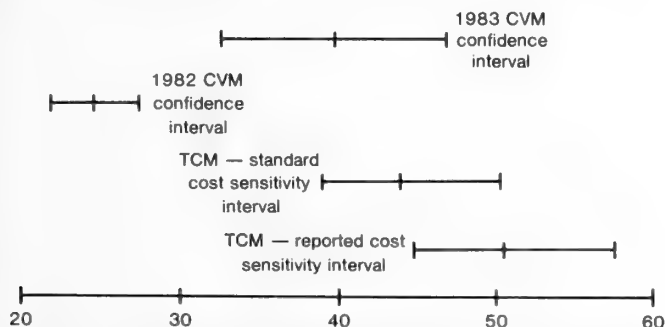 1983 CVM
confidence
interval
1982 CVM
confidence
interval
TCM — standard
cost sensitivity
interval
TCM — reported cost
sensitivity interval
20 30 40 50 60